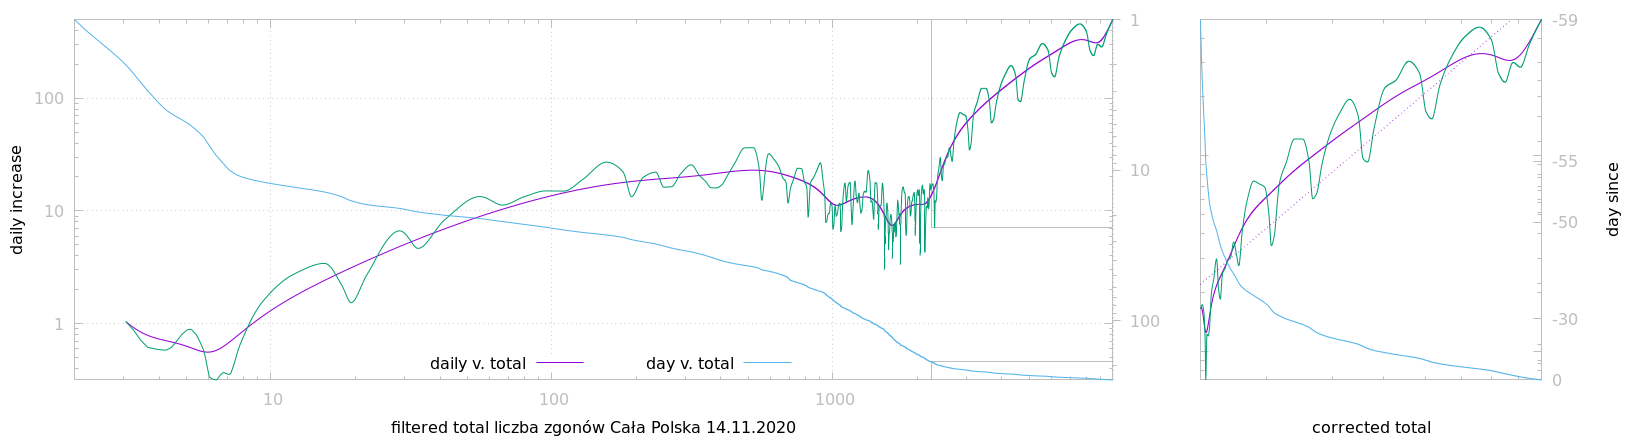 daily increase
100
10
1
1
10
100
daily v. total
day v. total
10
100
1000
filtered total liczba zgonów Cała Polska 14.11.2020
-59
-55
-50
-30
0
day since
corrected total